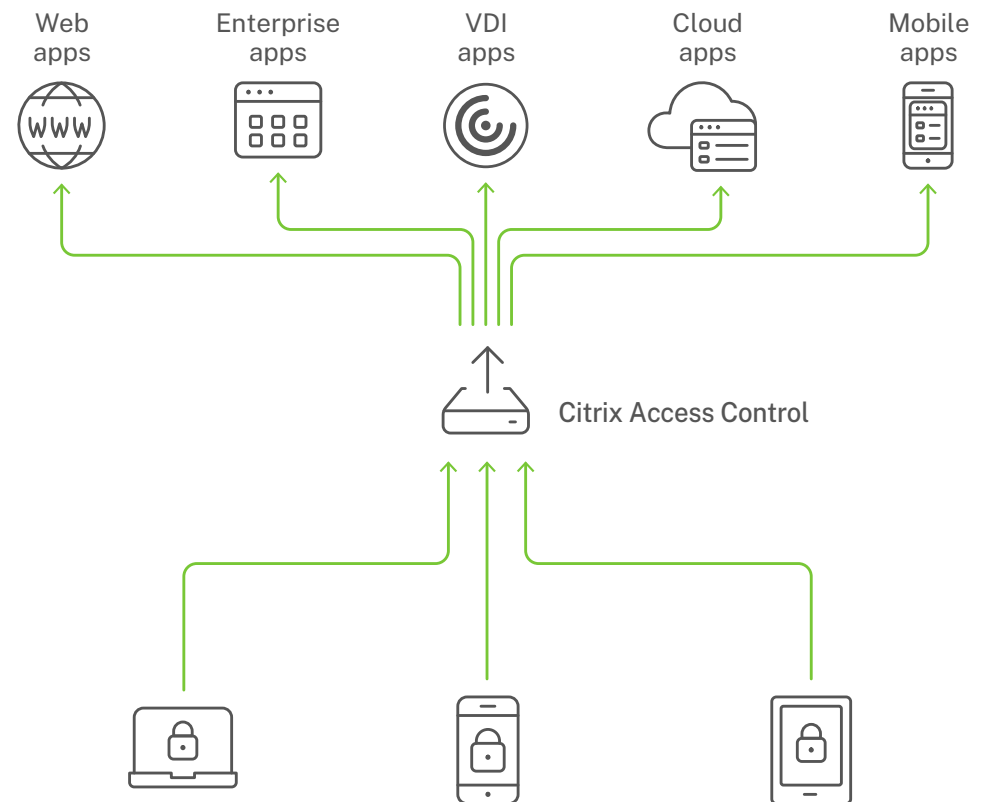 Web
apps
Enterprise
apps
VDI
apps
Cloud
apps
Mobile
apps
WWW
Citrix Access Control